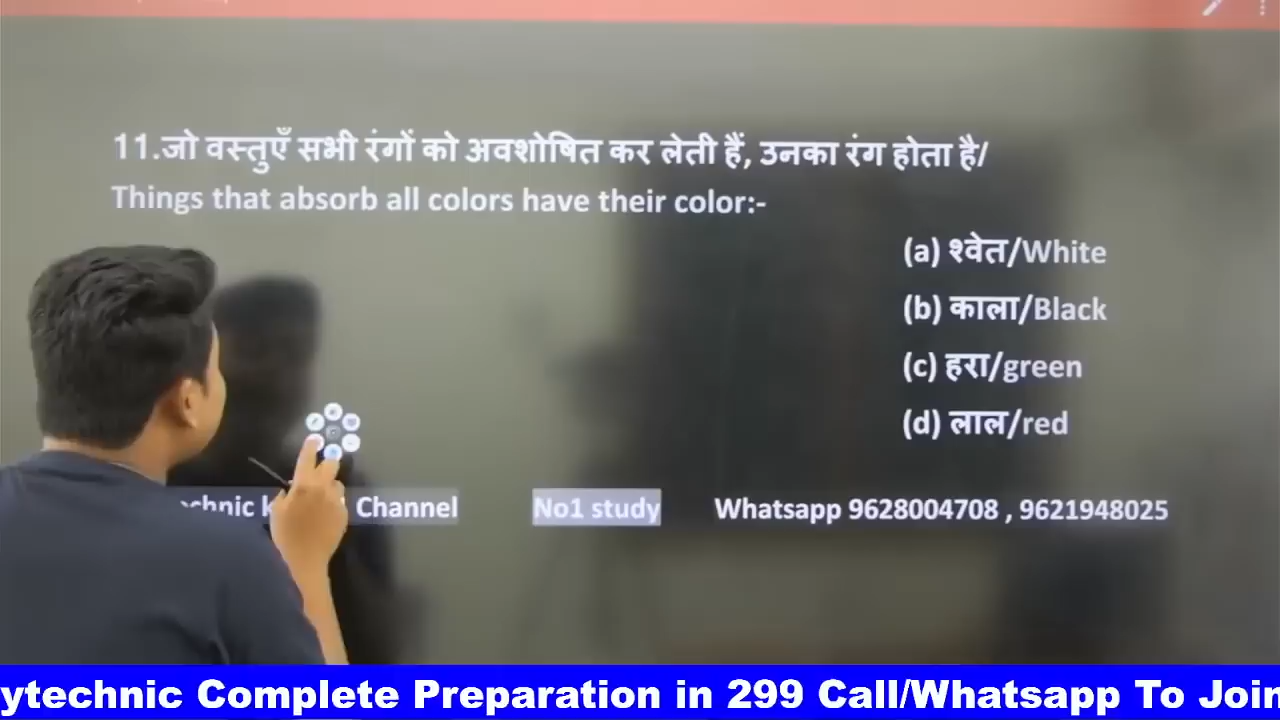 11.जो वस्तुएँ सभी रंगों को अवशोषित कर लेती हैं, उनका रंग होता है/
Things that absorb all colors have their color:-
(a) श्वेत/White
(b) काला/Black
(c) हरा/green
(d) लाल/red
Channel No1 study Whatsapp 9628004708 , 9621948025
ytechnic Complete Preparation in 299 Call/Whatsapp To Join